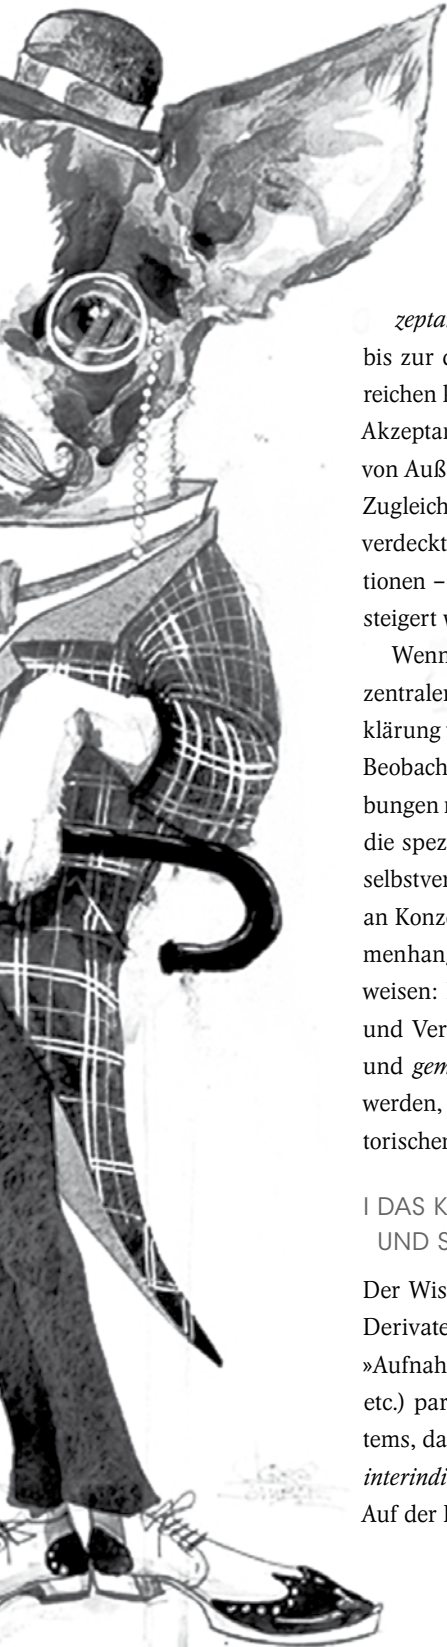 zepta
bis zur
reichen
Akzeptan
von Auß
Zugleich
verdeckt
tionen –
steigert
Wenn
zentraler
klärung
Beobach
bungen
die spez
selbstver
an Konz
menhang
weisen:
und Ver
und gem
werden,
torischen
I DAS K
UND S
Der Wis
Derivate
»Aufnah
etc.) par
tems, da
interindi
Auf der